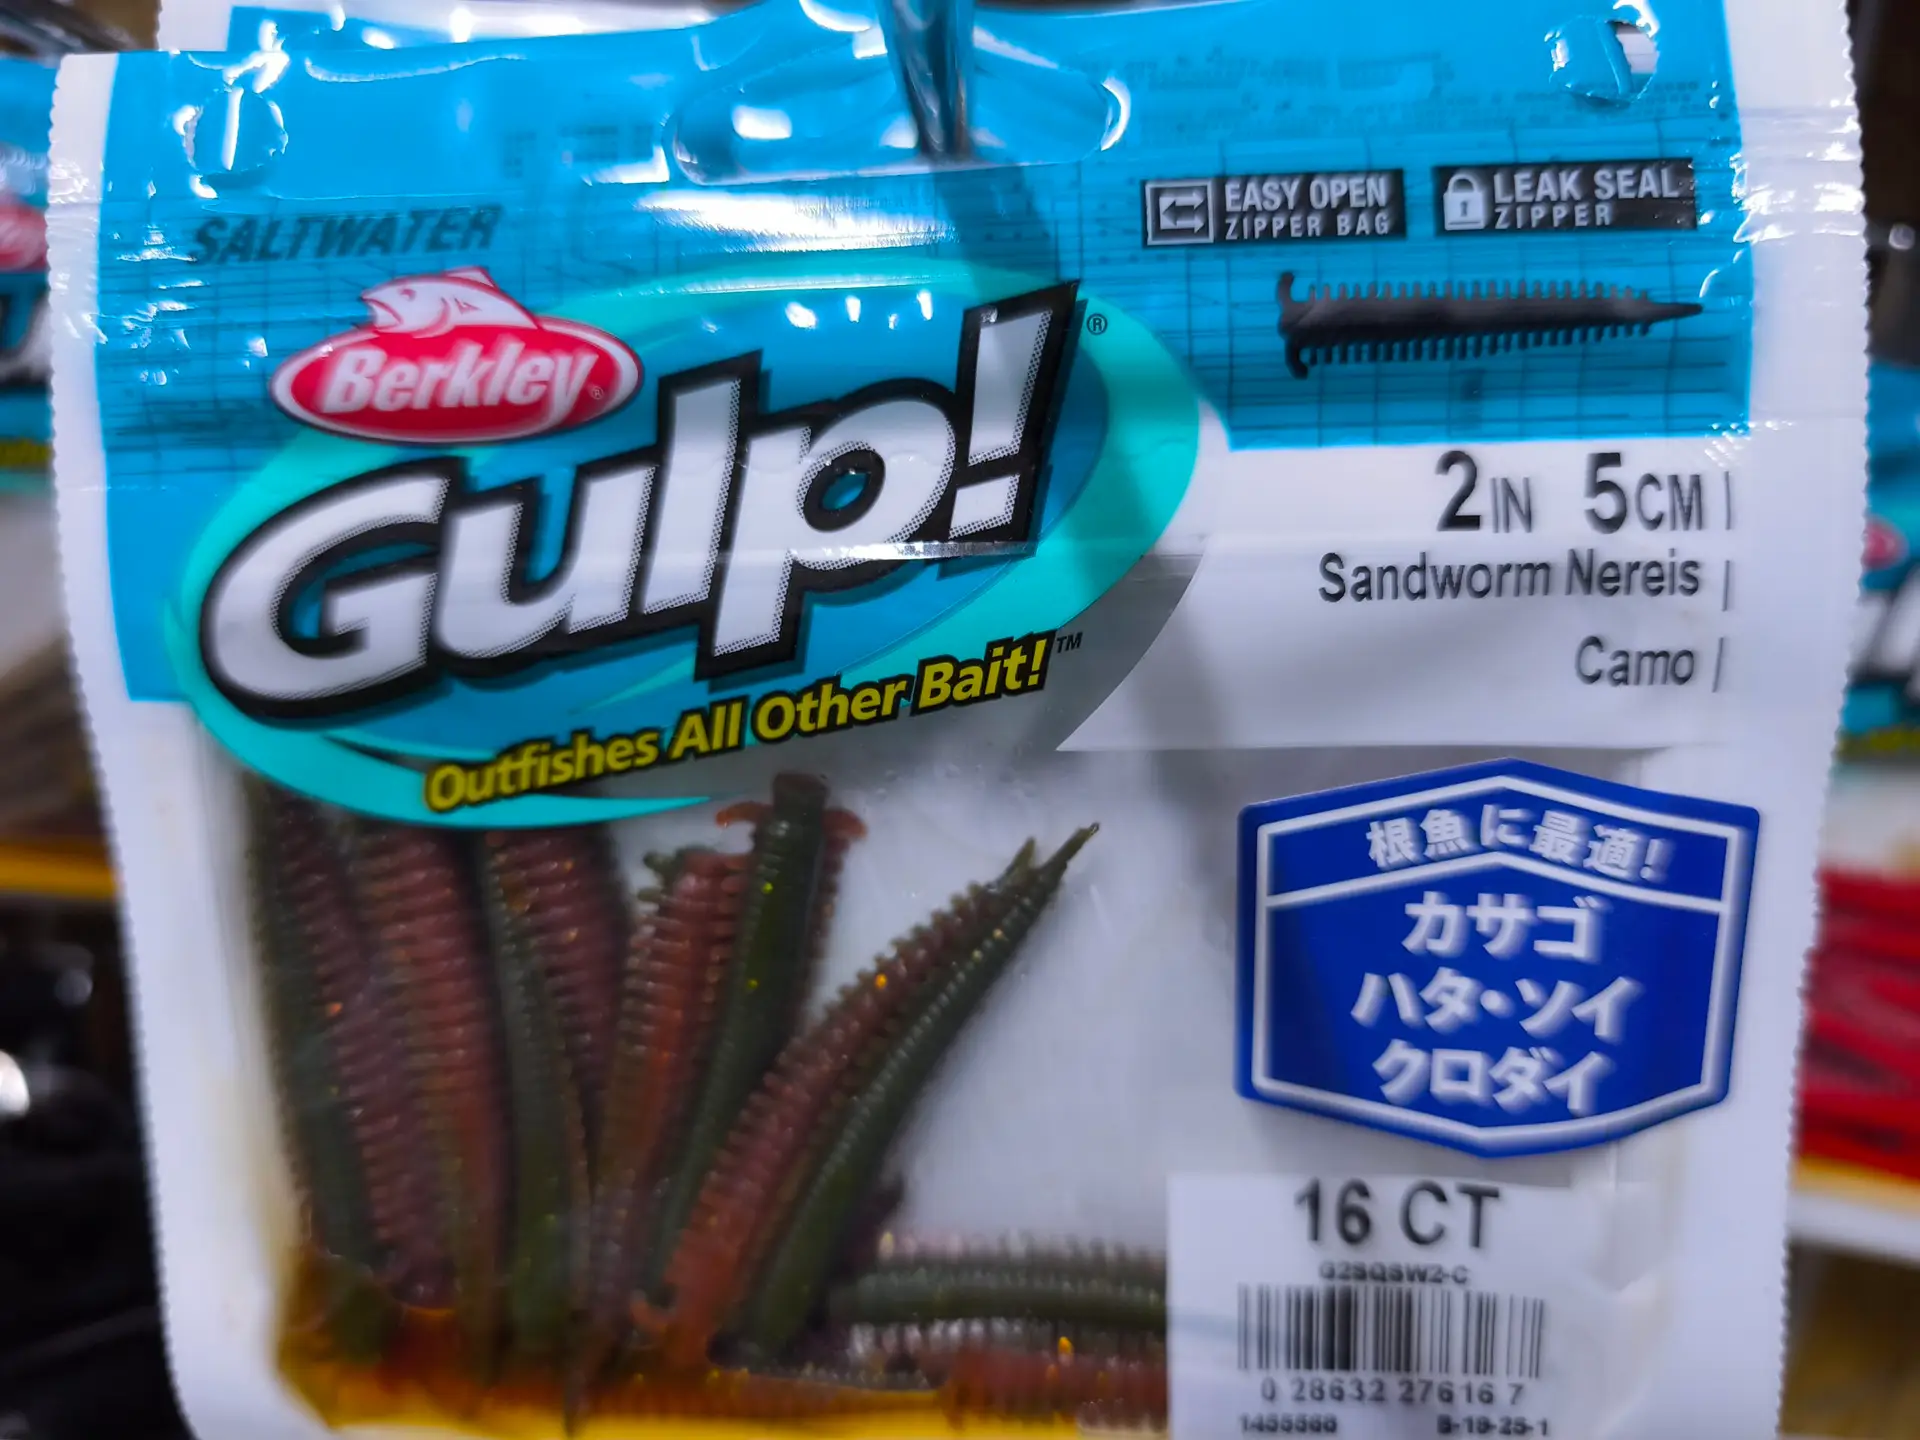 SALTWATER
EASY OPEN
ZIPPER BAG
LEAK SEAL
ZIPPER
Berkley®
Gulp!®
Outfishes All Other Bait!™
2IN 5CM
Sandworm Nereis
Camo
根魚に最適!
カサゴ
ハタ・ソイ
クロダイ
16 CT
G2SQSW2-C
0 28632 27616 7